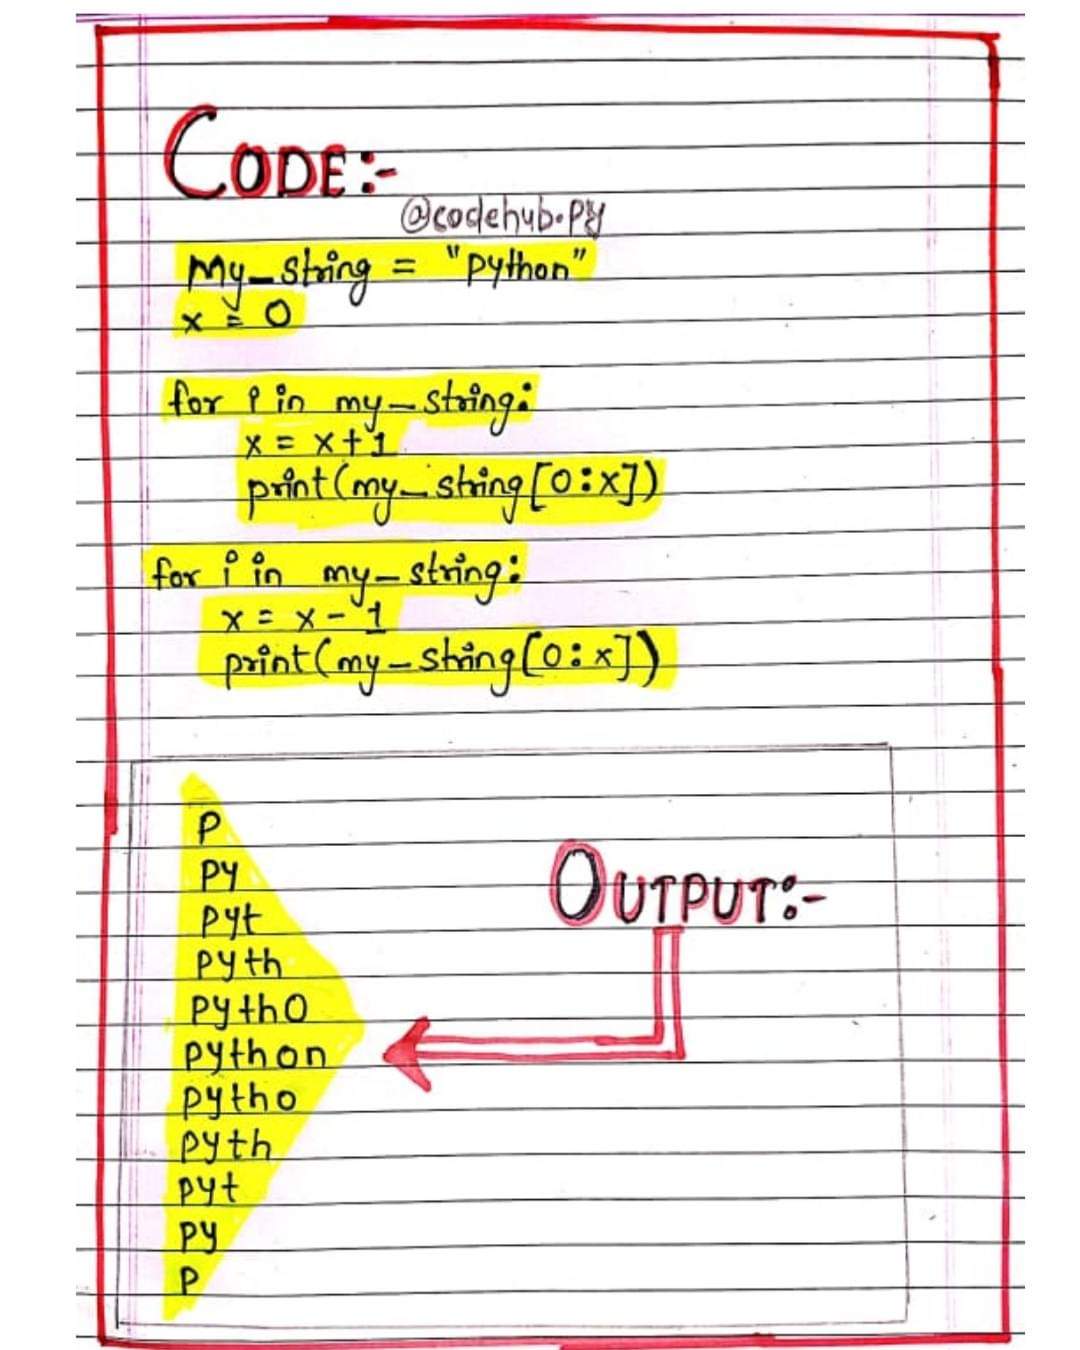 CODE:-
@codehub.py
My_string = "python"
x = 0
for i in my_string:
x = x+1
print(my_string[0:x])
for i in my_string:
x = x - 1
print(my_string[0:x])
P
PY
Pyt
Pyth
PythO
Python
Pytho
Pyth
Pyt
Py
P
OUTPUT:-